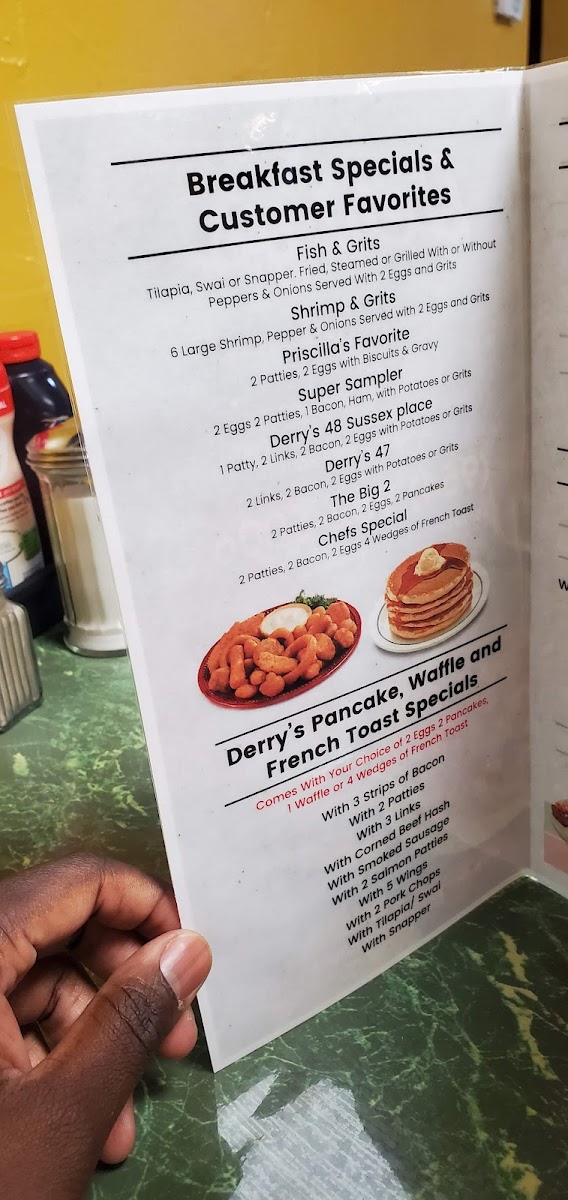 Breakfast Specials &
Customer Favorites
Fish & Grits
Tilapia, Swai or Snapper. Fried, Steamed or Grilled With or Without
Peppers & Onions Served With 2 Eggs and Grits
Shrimp & Grits
6 Large Shrimp, Pepper & Onions Served with 2 Eggs and Grits
Priscilla's Favorite
2 Patties, 2 Eggs with Biscuits & Gravy
Super Sampler
2 Eggs 2 Patties, 1 Bacon, Ham, with Potatoes or Grits
Derry's 48 Sussex place
1 Patty, 2 Links, 2 Bacon, 2 Eggs with Potatoes or Grits
Derry's 47
2 Links, 2 Bacon, 2 Eggs with Potatoes or Grits
The Big 2
2 Patties, 2 Bacon, 2 Eggs, 2 Pancakes
Chefs Special
2 Patties, 2 Bacon, 2 Eggs 4 Wedges of French Toast
Derry's Pancake, Waffle and
French Toast Specials
Comes With Your Choice of 2 Eggs 2 Pancakes,
1 Waffle or 4 Wedges of French Toast
With 3 Strips of Bacon
With 2 Patties
With 3 Links
With Corned Beef Hash
With Smoked Sausage
With 2 Salmon Patties
With 5 Wings
With 2 Pork Chops
With Tilapia/ Swai
With Snapper